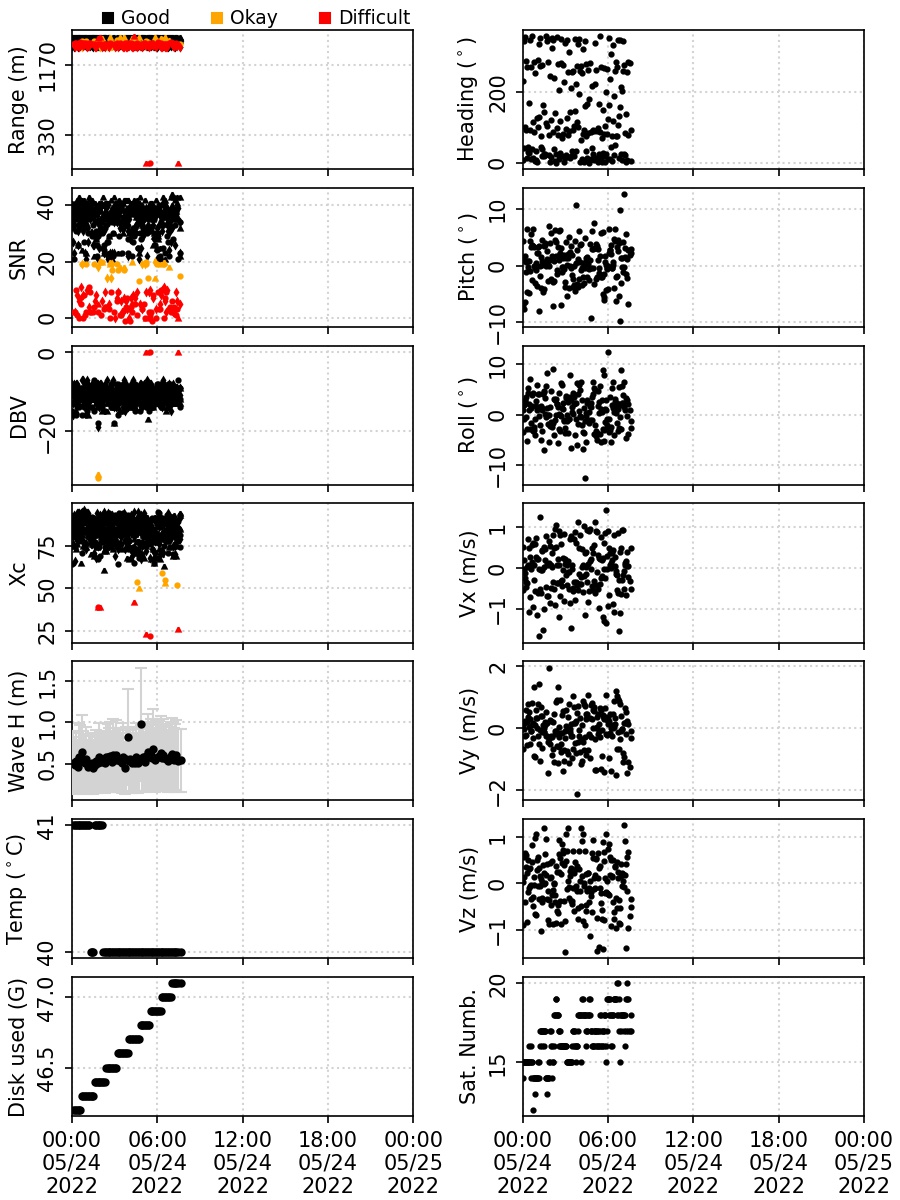 Good Okay Difficult
Range (m)
1170
330
Heading (°)
200
0
SNR
40
20
0
Pitch (°)
10
0
−10
DBV
0
−20
Roll (°)
10
0
−10
Xc
75
50
25
Vx (m/s)
1
0
−1
Wave H (m)
1.5
1.0
0.5
Vy (m/s)
2
0
−2
Temp (°C)
41
40
Vz (m/s)
1
0
−1
Disk used (G)
47.0
46.5
Sat. Numb.
20
15
00:00 06:00 12:00 18:00 00:00
05/24 05/24 05/24 05/24 05/25
2022 2022 2022 2022 2022
00:00 06:00 12:00 18:00 00:00
05/24 05/24 05/24 05/24 05/25
2022 2022 2022 2022 2022